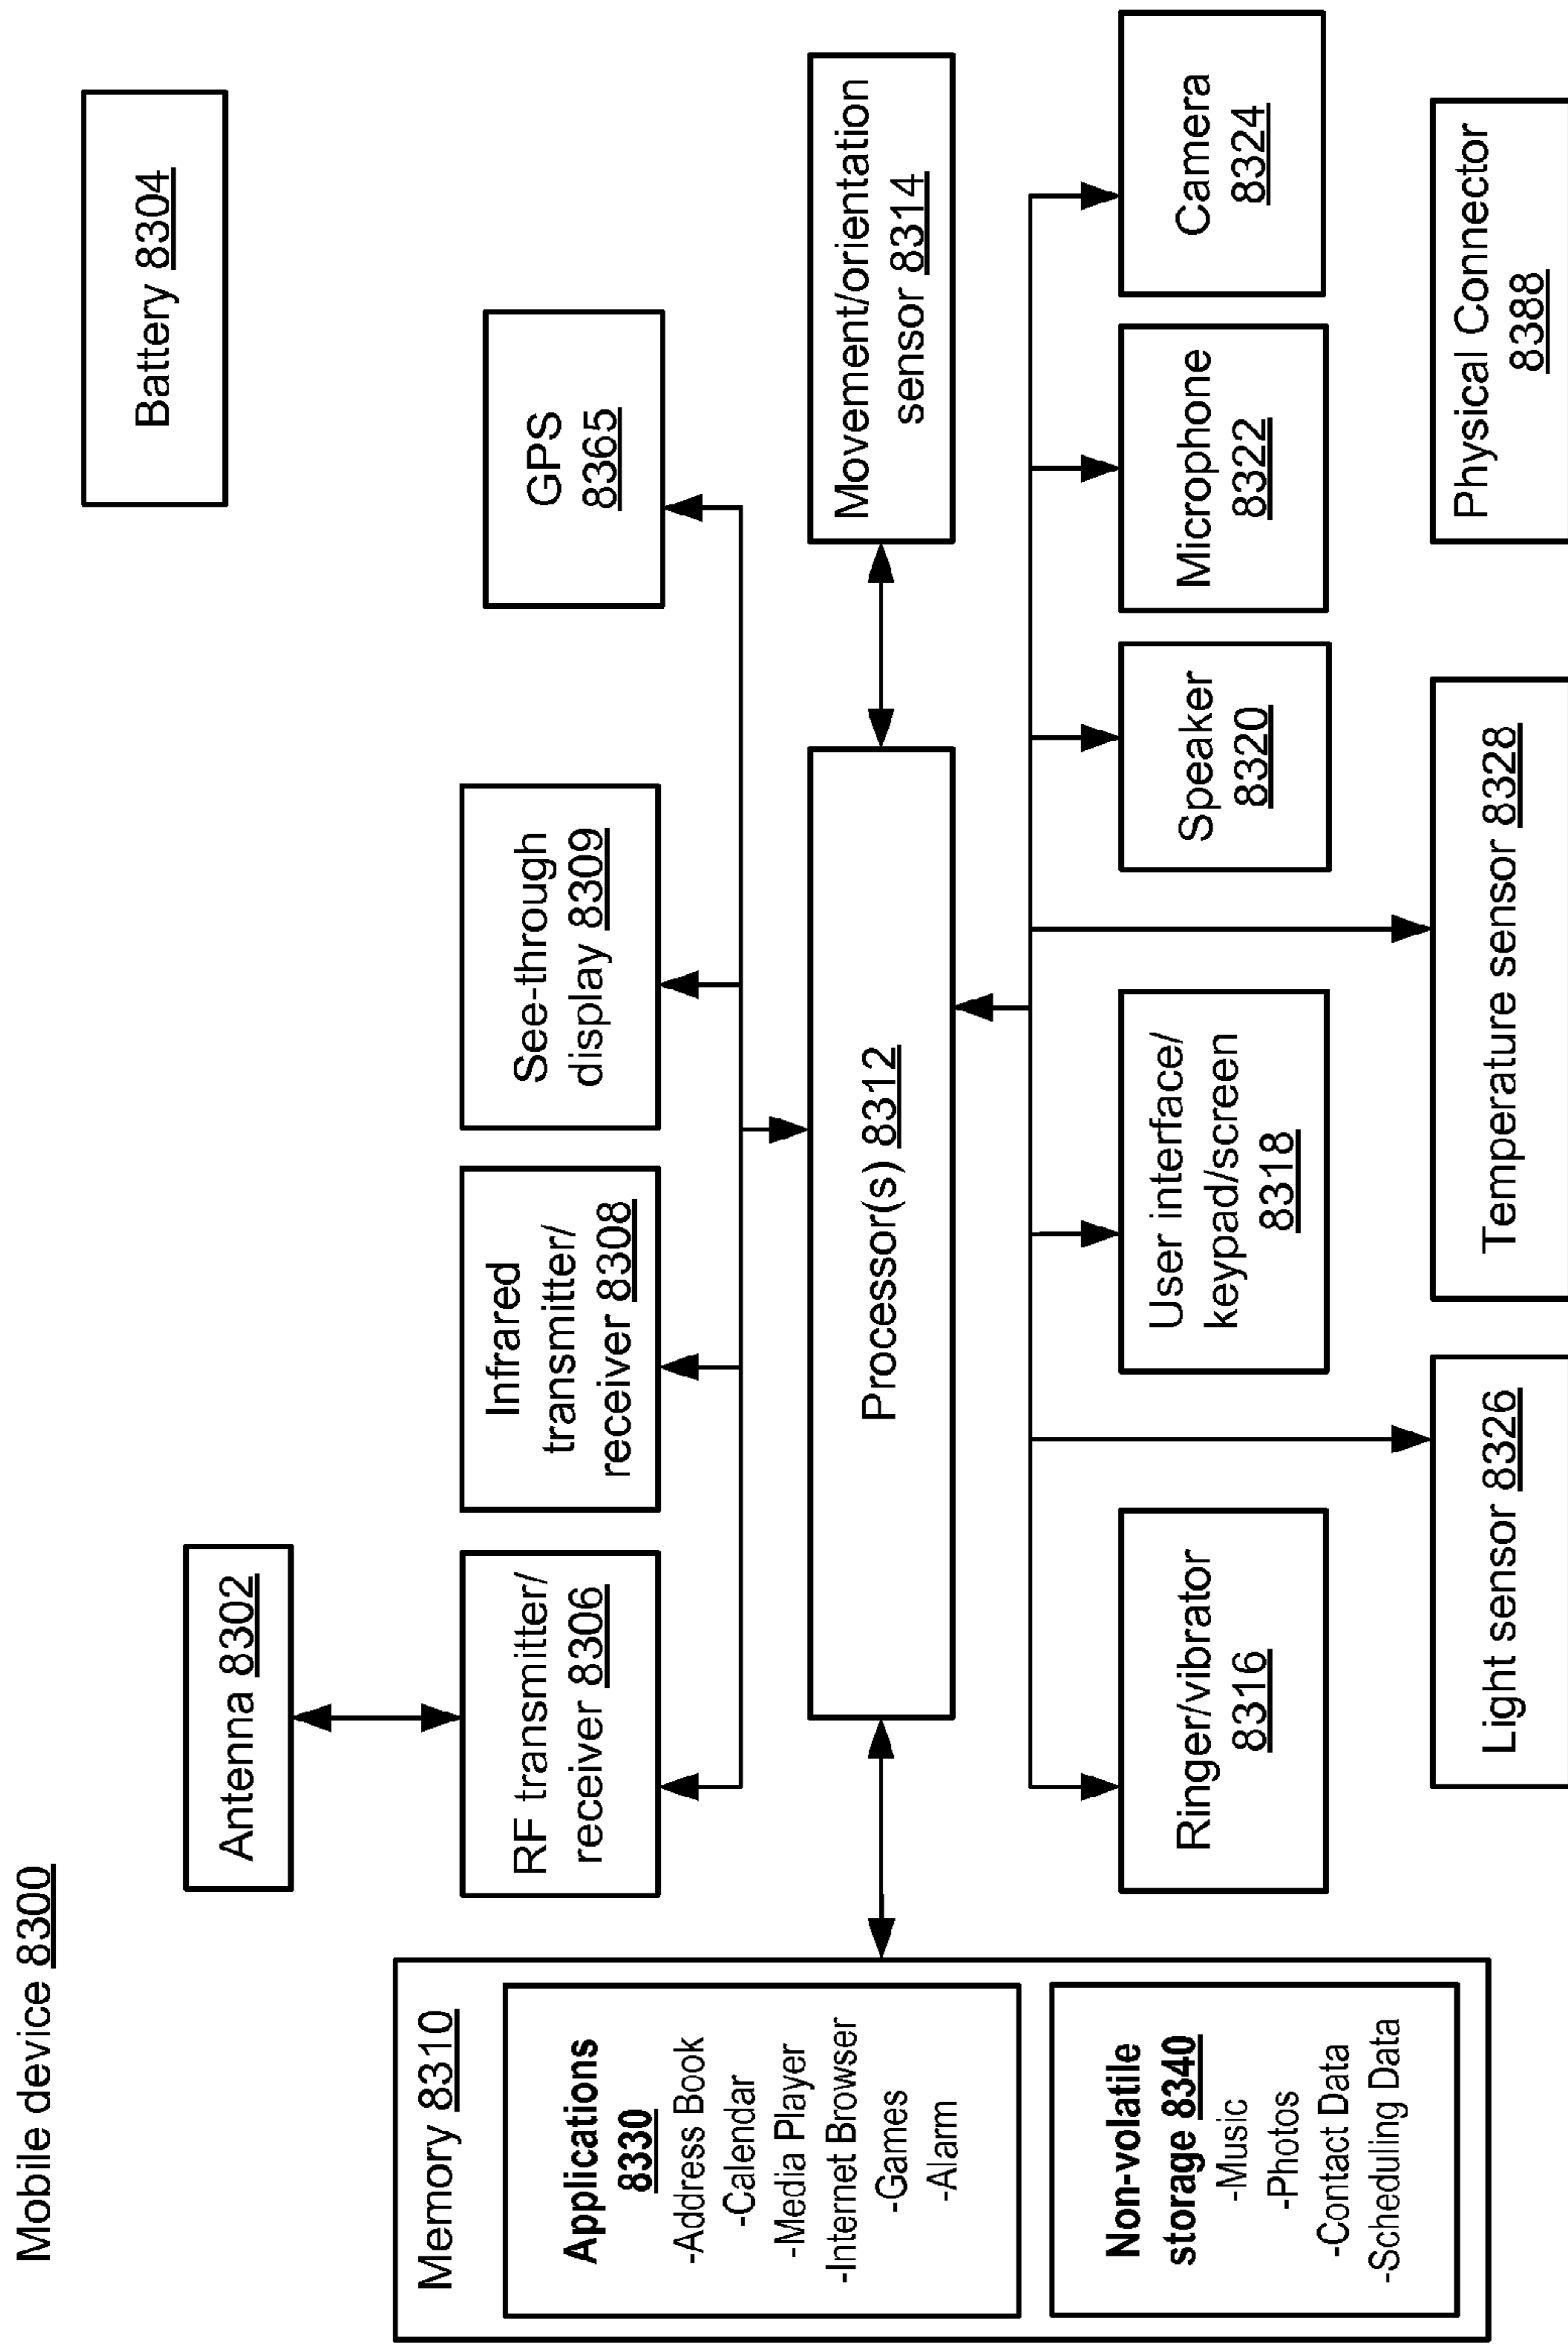 Mobile device 8300
Battery 8304
Antenna 8302
RF transmitter/
receiver 8306
Infrared
transmitter/
receiver 8308
See-through
display 8309
GPS
8365
Memory 8310
Applications
8330
-Address Book
-Calendar
-Media Player
-Internet Browser
-Games
-Alarm
Non-volatile
storage 8340
-Music
-Photos
-Contact Data
-Scheduling Data
Processor(s) 8312
Movement/orientation
sensor 8314
Ringer/vibrator
8316
User interface/
keypad/screen
8318
Speaker
8320
Microphone
8322
Camera
8324
Light sensor 8326
Temperature sensor 8328
Physical Connector
8388